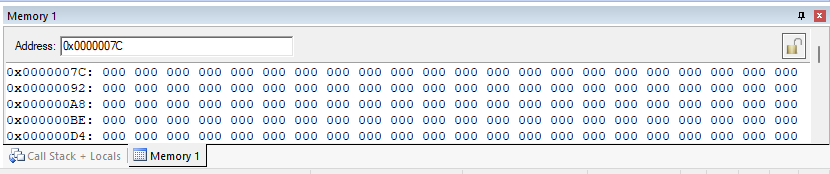 Memory 1
Address: 0x0000007C
0x0000007C: 000 000 000 000 000 000 000 000 000 000 000 000 000 000 000 000 000 000 000 000 000 000
0x00000092: 000 000 000 000 000 000 000 000 000 000 000 000 000 000 000 000 000 000 000 000 000 000
0x000000A8: 000 000 000 000 000 000 000 000 000 000 000 000 000 000 000 000 000 000 000 000 000 000
0x000000BE: 000 000 000 000 000 000 000 000 000 000 000 000 000 000 000 000 000 000 000 000 000 000
0x000000D4: 000 000 000 000 000 000 000 000 000 000 000 000 000 000 000 000 000 000 000 000 000 000
Call Stack + Locals Memory 1